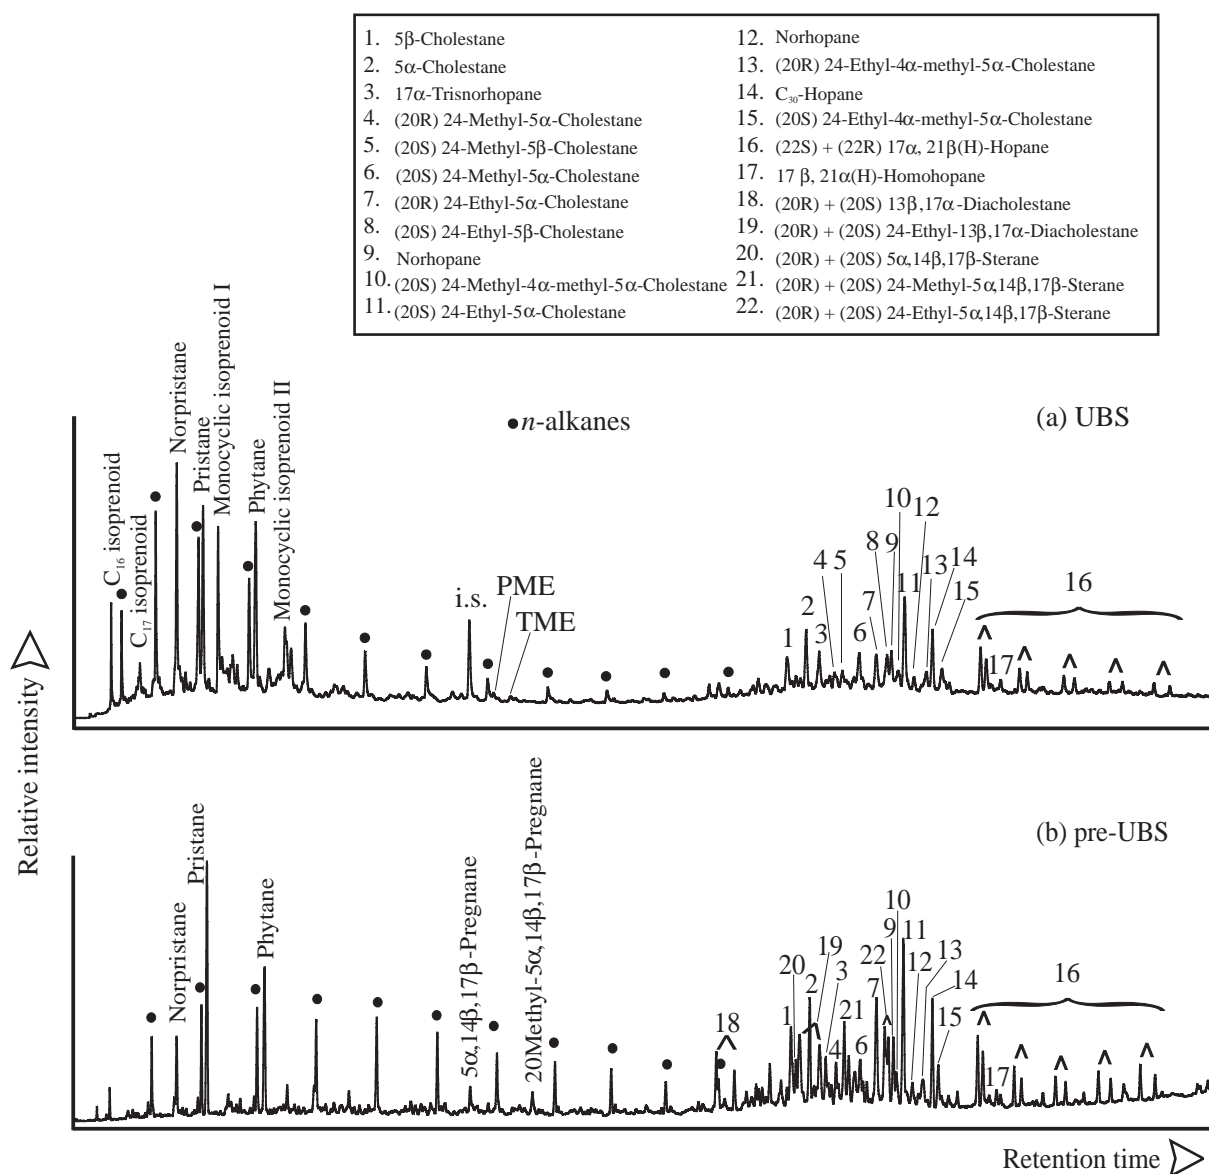 1. 5β-Cholestane
2. 5α-Cholestane
3. 17α-Trisnorhopane
4. (20R) 24-Methyl-5α-Cholestane
5. (20S) 24-Methyl-5β-Cholestane
6. (20S) 24-Methyl-5α-Cholestane
7. (20R) 24-Ethyl-5α-Cholestane
8. (20S) 24-Ethyl-5β-Cholestane
9. Norhopane
10. (20S) 24-Methyl-4α-methyl-5α-Cholestane
11. (20S) 24-Ethyl-5α-Cholestane
12. Norhopane
13. (20R) 24-Ethyl-4α-methyl-5α-Cholestane
14. C₃₀-Hopane
15. (20S) 24-Ethyl-4α-methyl-5α-Cholestane
16. (22S) + (22R) 17α, 21β(H)-Hopane
17. 17 β, 21α(H)-Homohopane
18. (20R) + (20S) 13β,17α-Diacholestane
19. (20R) + (20S) 24-Ethyl-13β,17α-Diacholestane
20. (20R) + (20S) 5α,14β,17β-Sterane
21. (20R) + (20S) 24-Methyl-5α,14β,17β-Sterane
22. (20R) + (20S) 24-Ethyl-5α,14β,17β-Sterane
(a) UBS
● n-alkanes
C₁₆ isoprenoid
C₁₇ isoprenoid
Norpristane
Pristane
Monocyclic isoprenoid I
Phytane
Monocyclic isoprenoid II
i.s.
PME
TME
1
2
3
4
5
6
7
8
9
10
11
12
13
14
15
16
17
Relative intensity
(b) pre-UBS
Norpristane
Pristane
Phytane
5α,14β,17β-Pregnane
20Methyl-5α,14β,17β-Pregnane
18
20
1
2
19
3
4
21
6
7
22
9
10
11
12
13
14
15
16
17
Retention time